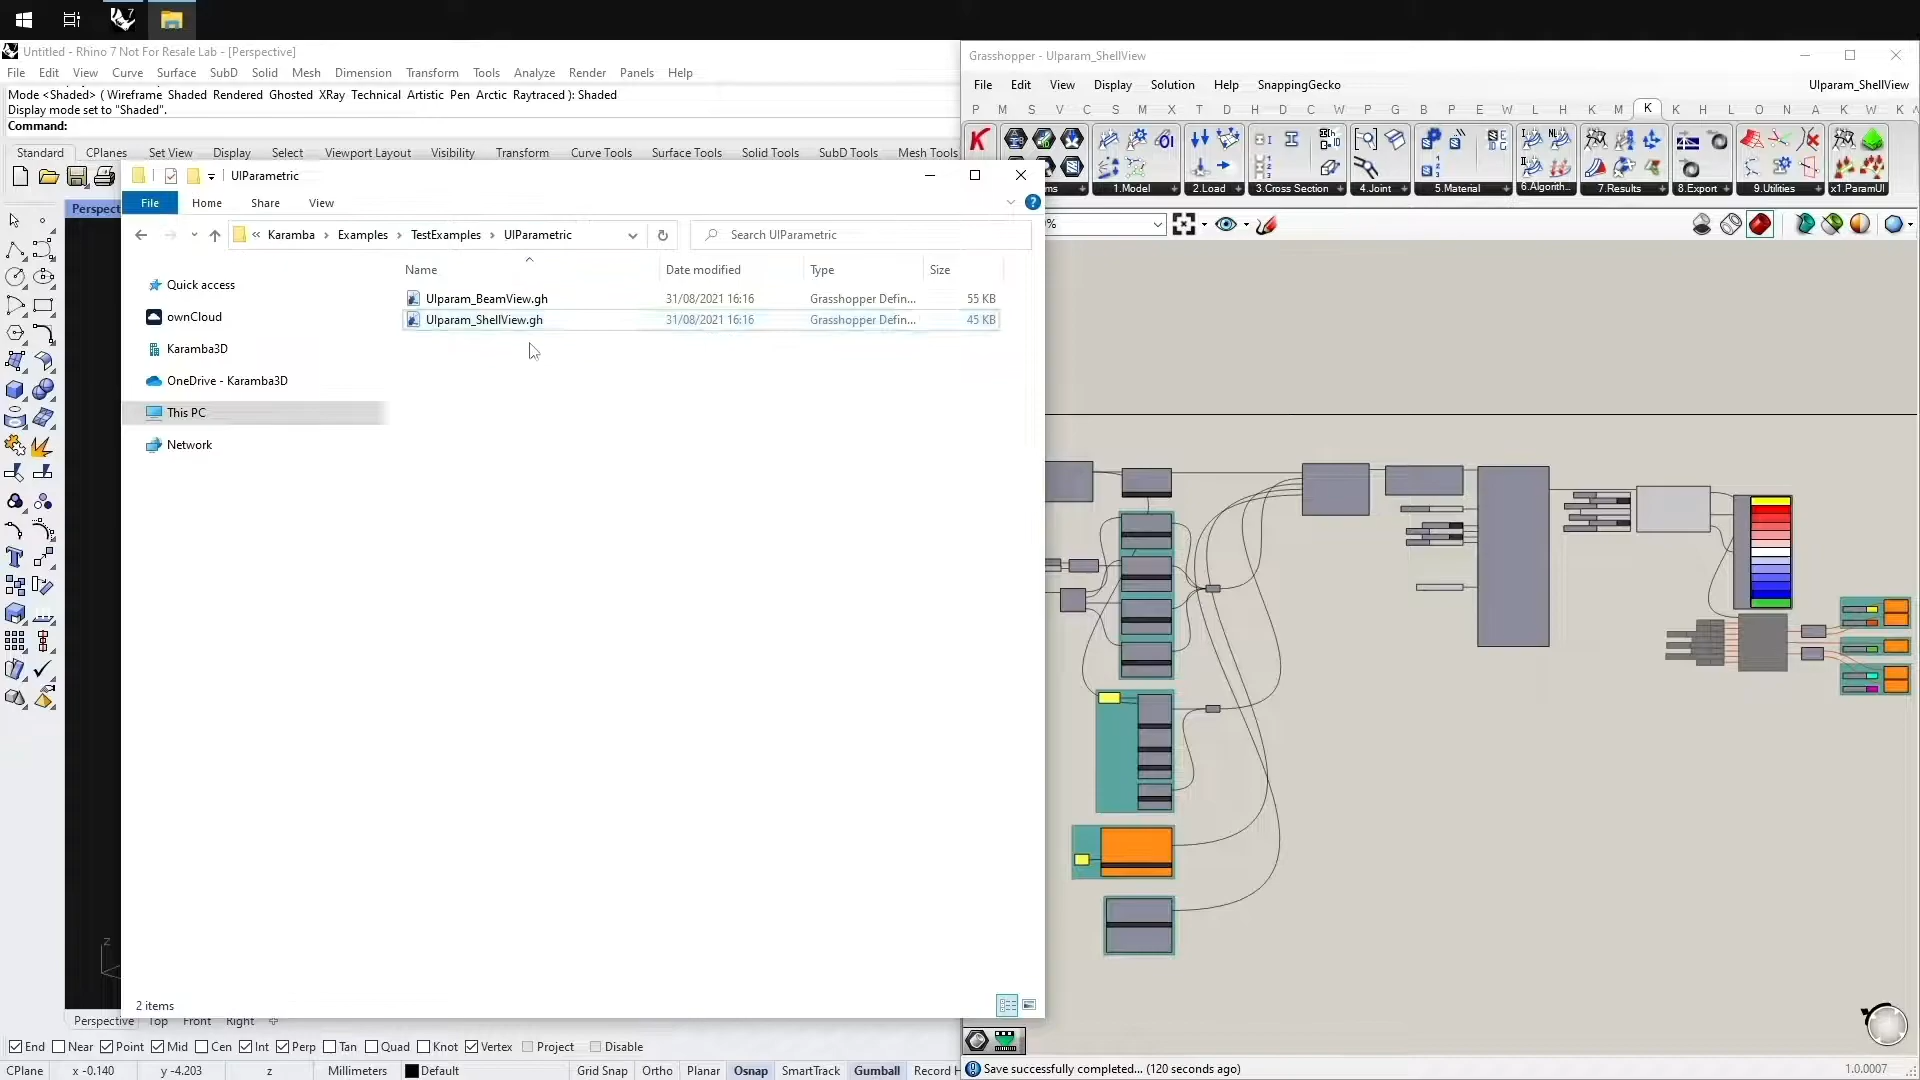 Untitled - Rhino 7 Not For Resale Lab - [Perspective]
File Edit View Curve Surface SubD Solid Mesh Dimension Transform Tools Analyze Render Panels Help
Mode <Shaded> ( Wireframe Shaded Rendered Ghosted XRay Technical Artistic Pen Arctic Raytraced ): Shaded
Display mode set to "Shaded".
Command:
Standard CPlanes Set View Display Select Viewport Layout Visibility Transform Curve Tools Surface Tools Solid Tools SubD Tools Mesh Tools
Perspect
UIParametric
File Home Share View
Karamba Examples TestExamples UIParametric
Search UIParametric
Name Date modified Type Size
UIparam_BeamView.gh 31/08/2021 16:16 Grasshopper Defin... 55 KB
UIparam_ShellView.gh 31/08/2021 16:16 Grasshopper Defin... 45 KB
Quick access
ownCloud
Karamba3D
OneDrive - Karamba3D
This PC
Network
2 items
z
Perspective Top Front Right
End Near Point Mid Cen Int Perp Tan Quad Knot Vertex Project Disable
CPlane x -0.140 y -4.203 z Millimeters Default Grid Snap Ortho Planar Osnap SmartTrack Gumball Record H
Grasshopper - UIparam_ShellView
File Edit View Display Solution Help SnappingGecko UIparam_ShellView
P M S V C S M X T D H D C W P B E W L H K M K K H L O N A K W K
ms 1.Model 2.Load 3.Cross Section 4.Joint 5.Material 6.Algorith... 7.Results 8.Export 9.Utilities x1.ParamUI
%
Save successfully completed... (120 seconds ago)
1.0.0007